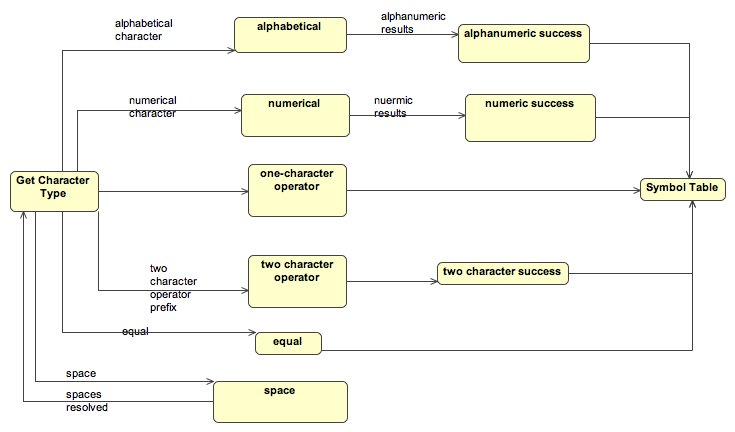 alphabetical
character
alphabetical
alphanumeric
results
alphanumeric success
numerical
character
numerical
nuermic
results
numeric success
Get Character
Type
one-character
operator
Symbol Table
two
character
operator
prefix
two character
operator
two character success
equal
equal
space
spaces
resolved
space